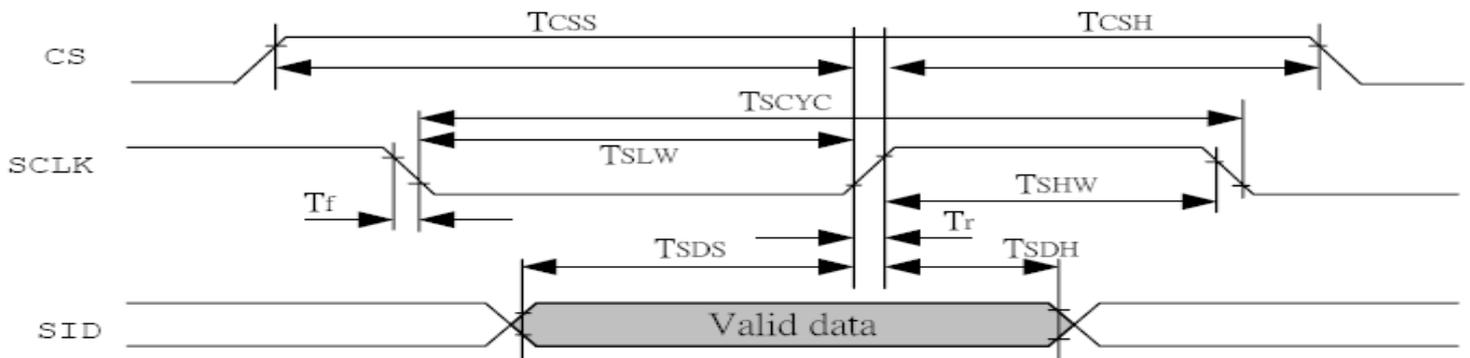 TCSS TCSH
CS
TSCYC
SCLK TSLW
TSHW
Tf Tr
TSDS TSDH
SID Valid data